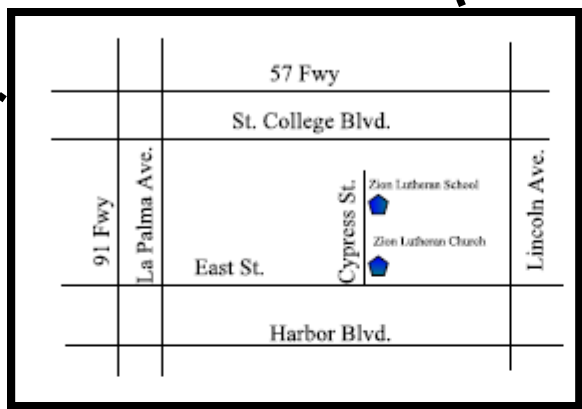 57 Fwy
St. College Blvd.
91 Fwy
La Palma Ave.
Cypress St.
Zion Lutheran School
Lincoln Ave.
Zion Lutheran Church
East St.
Harbor Blvd.